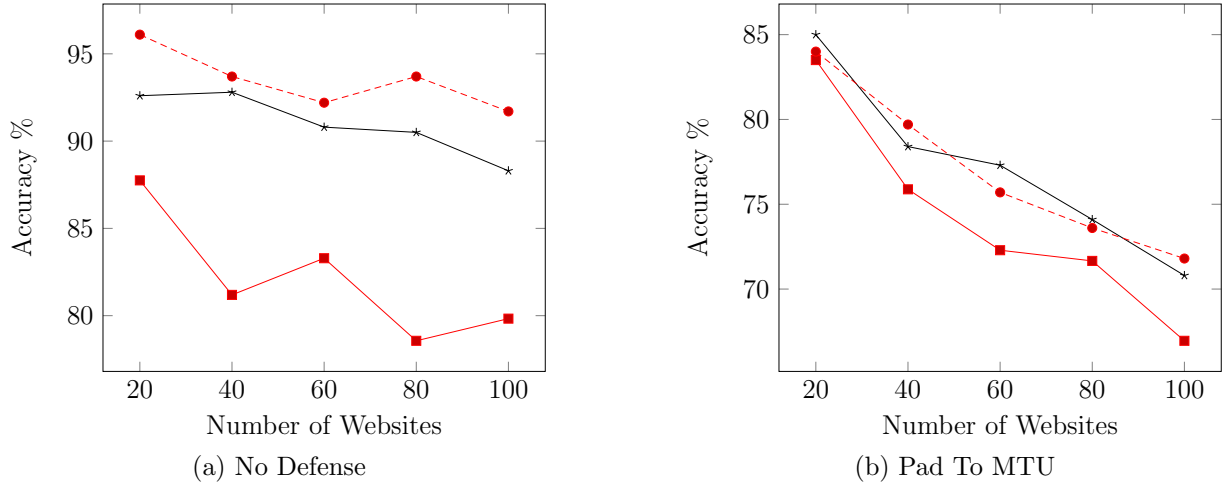 95
90
85
80
Accuracy %
20 40 60 80 100
Number of Websites
(a) No Defense
85
80
75
70
Accuracy %
20 40 60 80 100
Number of Websites
(b) Pad To MTU